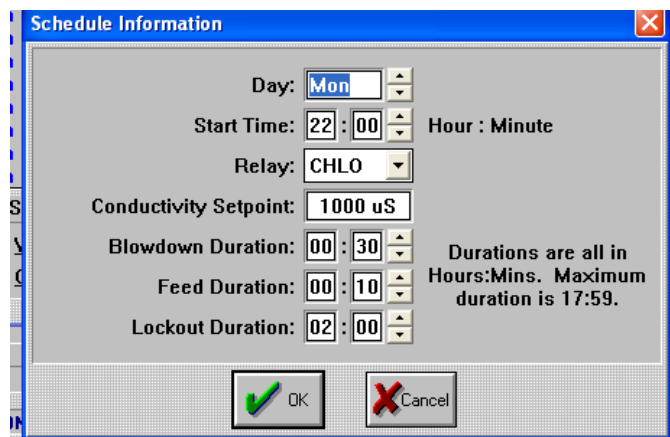 Schedule Information
Day: Mon
Start Time: 22 : 00 Hour : Minute
Relay: CHLO
Conductivity Setpoint: 1000 uS
Blowdown Duration: 00 : 30
Feed Duration: 00 : 10
Lockout Duration: 02 : 00
Durations are all in
Hours:Mins. Maximum
duration is 17:59.
OK Cancel